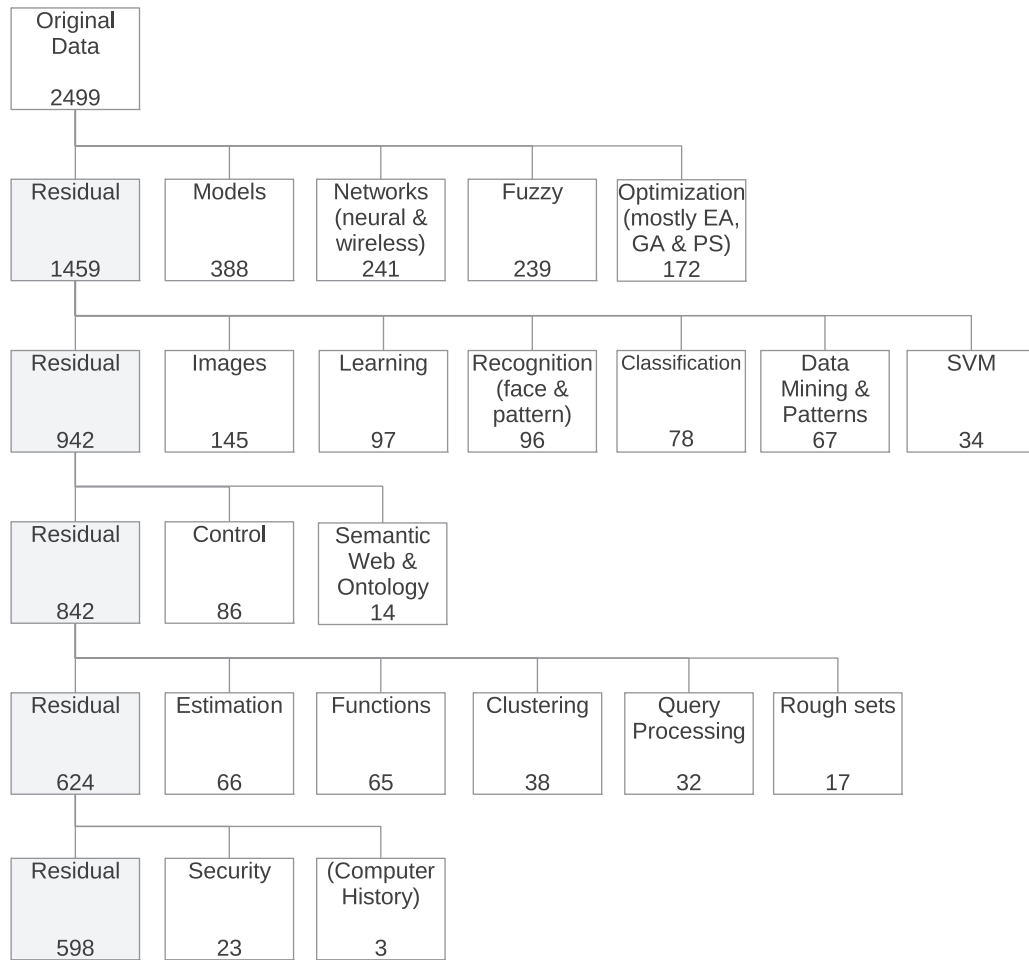 Original
Data
2499
Residual
1459
Models
388
Networks
(neural &
wireless)
241
Fuzzy
239
Optimization
(mostly EA,
GA & PS)
172
Residual
942
Images
145
Learning
97
Recognition
(face &
pattern)
96
Classification
78
Data
Mining &
Patterns
67
SVM
34
Residual
842
Control
86
Semantic
Web &
Ontology
14
Residual
624
Estimation
66
Functions
65
Clustering
38
Query
Processing
32
Rough sets
17
Residual
598
Security
23
(Computer
History)
3